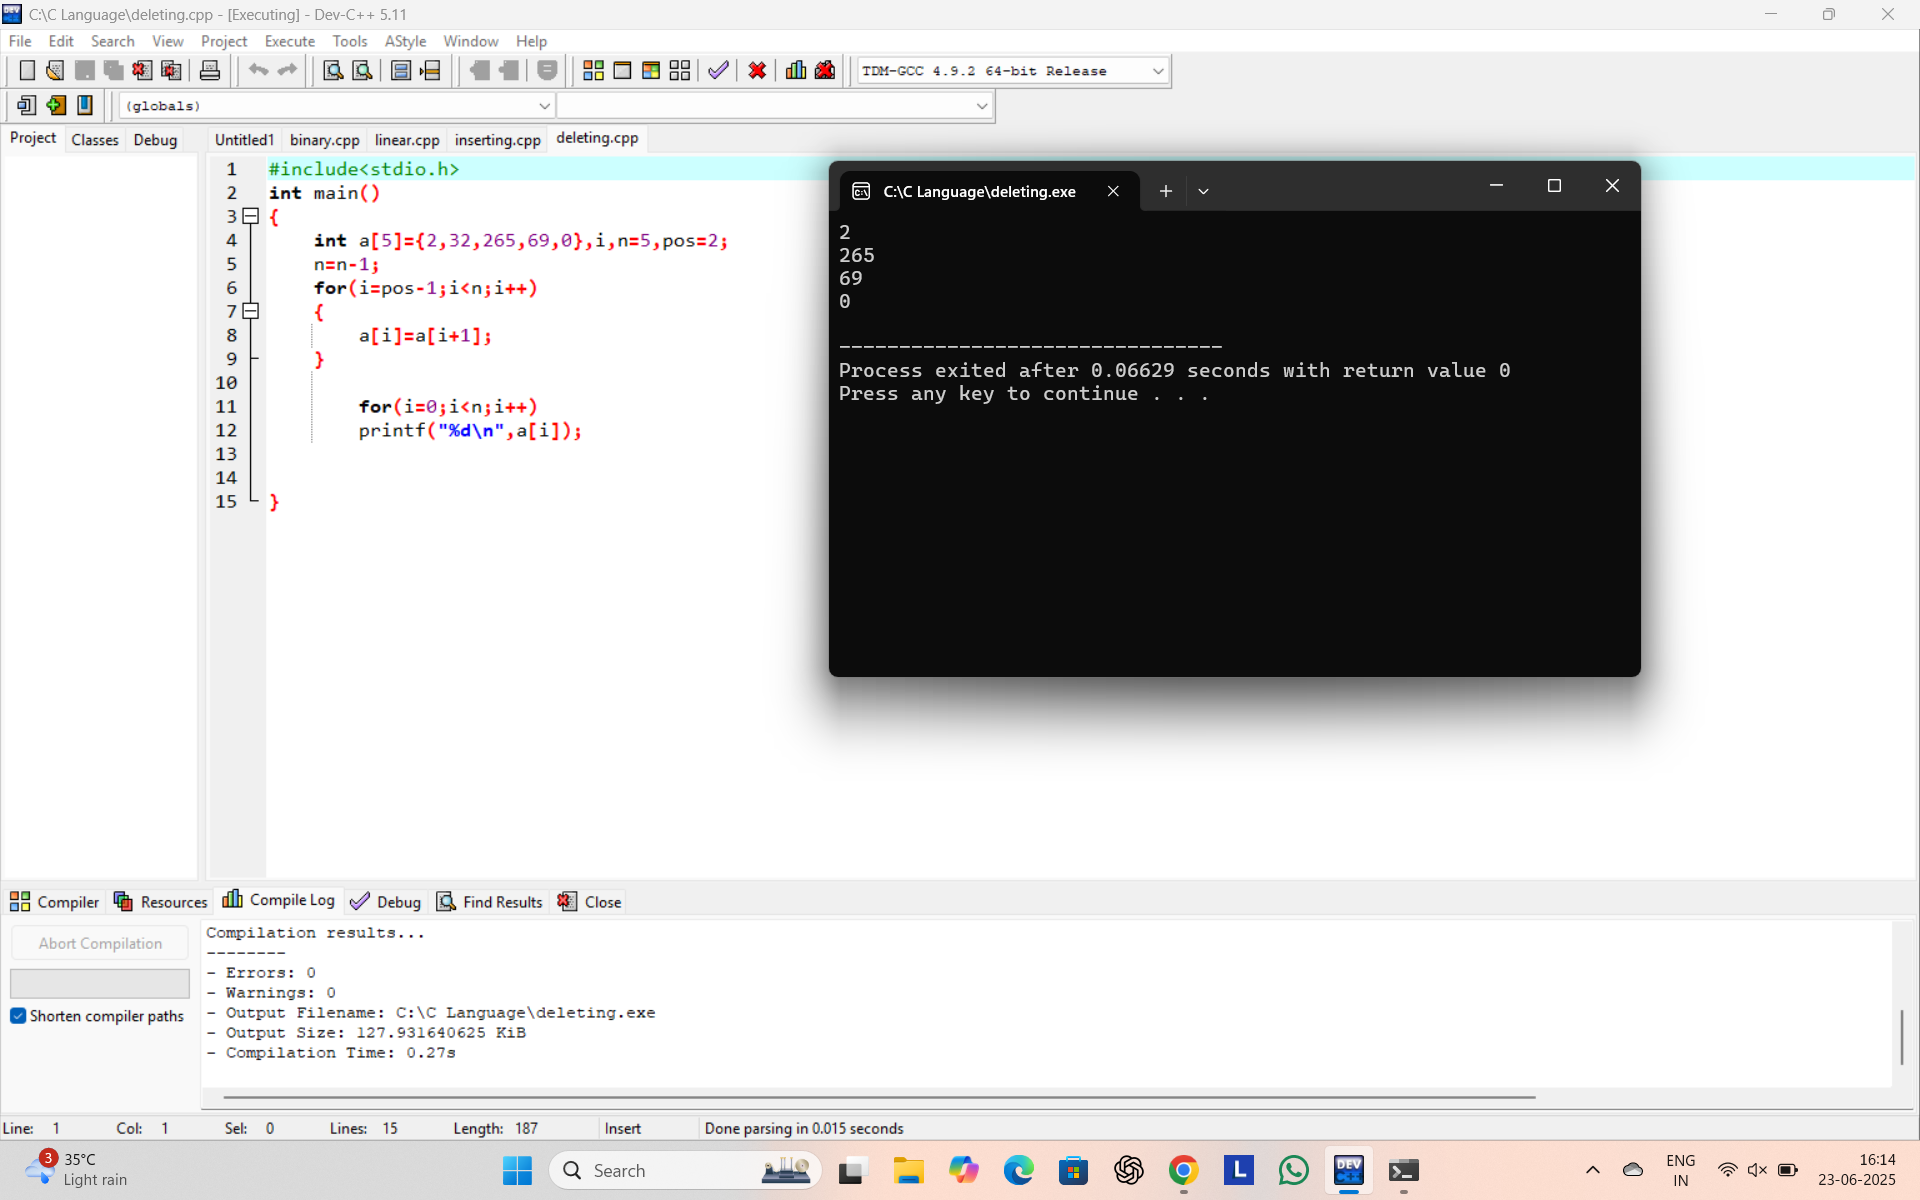 C:\C Language\deleting.cpp - [Executing] - Dev-C++ 5.11
File Edit Search View Project Execute Tools AStyle Window Help
TDM-GCC 4.9.2 64-bit Release
(globals)
Project Classes Debug
Untitled1 binary.cpp linear.cpp inserting.cpp deleting.cpp
1 #include<stdio.h>
2 int main()
3 {
4 int a[5]={2,32,265,69,0},i,n=5,pos=2;
5 n=n-1;
6 for(i=pos-1;i<n;i++)
7 {
8 a[i]=a[i+1];
9 }
10
11 for(i=0;i<n;i++)
12 printf("%d\n",a[i]);
13
14
15 }
C:\C Language\deleting.exe
2
265
69
0
--------------------------------
Process exited after 0.06629 seconds with return value 0
Press any key to continue . . .
Compiler Resources Compile Log Debug Find Results Close
Abort Compilation
Shorten compiler paths
Compilation results...
--------
- Errors: 0
- Warnings: 0
- Output Filename: C:\C Language\deleting.exe
- Output Size: 127.931640625 KiB
- Compilation Time: 0.27s
Line: 1 Col: 1 Sel: 0 Lines: 15 Length: 187 Insert Done parsing in 0.015 seconds
3
35°C
Light rain
Search
L
DEV C++
ENG
IN
16:14
23-06-2025